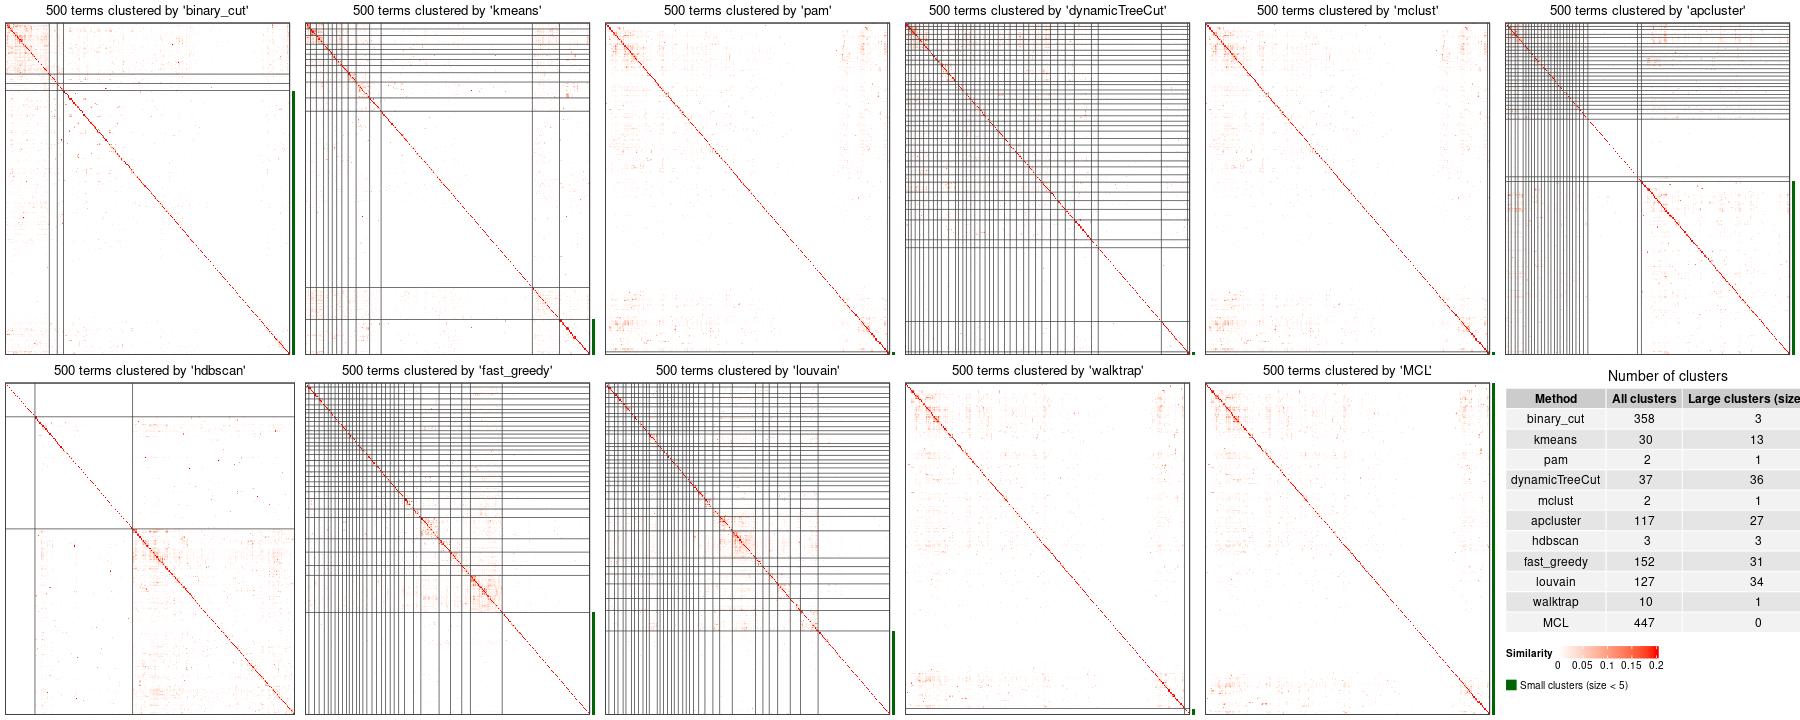 500 terms clustered by 'binary_cut'
500 terms clustered by 'kmeans'
500 terms clustered by 'pam'
500 terms clustered by 'dynamicTreeCut'
500 terms clustered by 'mclust'
500 terms clustered by 'apcluster'
500 terms clustered by 'hdbscan'
500 terms clustered by 'fast_greedy'
500 terms clustered by 'louvain'
500 terms clustered by 'walktrap'
500 terms clustered by 'MCL'
Number of clusters
Method All clusters Large clusters (size
binary_cut 358 3
kmeans 30 13
pam 2 1
dynamicTreeCut 37 36
mclust 2 1
apcluster 117 27
hdbscan 3 3
fast_greedy 152 31
louvain 127 34
walktrap 10 1
MCL 447 0
Similarity
0 0.05 0.1 0.15 0.2
Small clusters (size < 5)